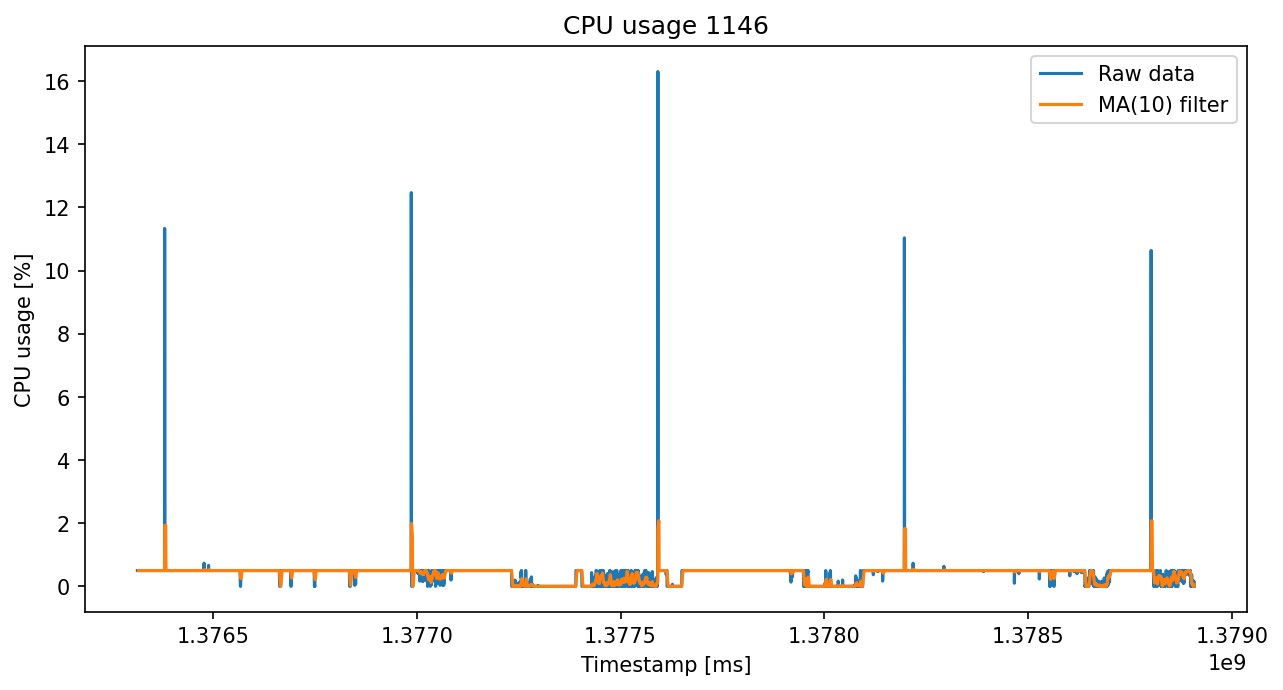 CPU usage 1146
Raw data
MA(10) filter
CPU usage [%]
16
14
12
10
8
6
4
2
0
1.3765
1.3770
1.3775
1.3780
1.3785
1.3790
1e9
Timestamp [ms]